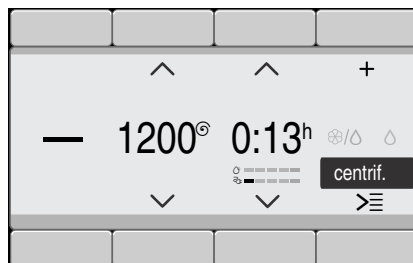 +
— 1200 0:13h /
centrif.